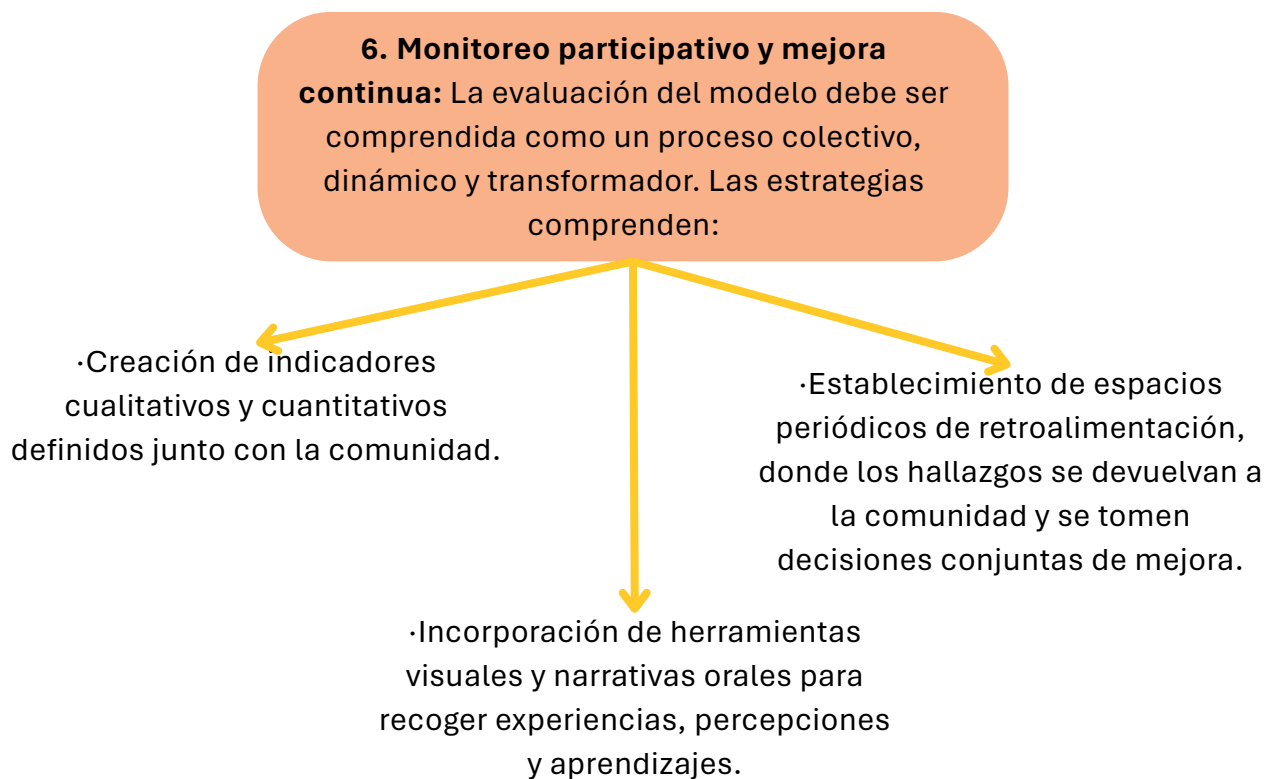 6. Monitoreo participativo y mejora
continua: La evaluación del modelo debe ser
comprendida como un proceso colectivo,
dinámico y transformador. Las estrategias
comprenden:
·Creación de indicadores
cualitativos y cuantitativos
definidos junto con la comunidad.
·Establecimiento de espacios
periódicos de retroalimentación,
donde los hallazgos se devuelvan a
la comunidad y se tomen
decisiones conjuntas de mejora.
·Incorporación de herramientas
visuales y narrativas orales para
recoger experiencias, percepciones
y aprendizajes.